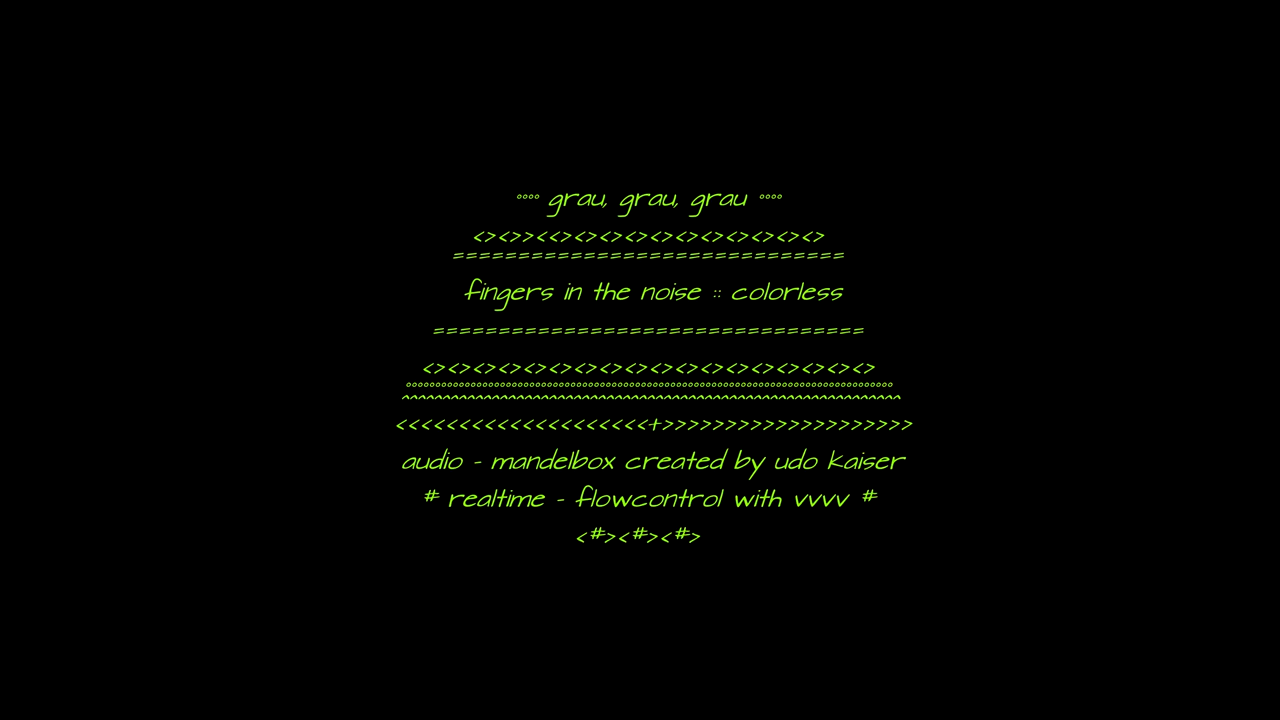 °°°° grau, grau, grau °°°°
<><>><<><><><><><><><><><><>
==============================
fingers in the noise :: colorless
=================================
<><><><><><><><><><><><><><><><><><>
°°°°°°°°°°°°°°°°°°°°°°°°°°°°°°°°°°°°°°°°°°°°°°°°°°°°°°°°°°°°°°°°°°°°°°°°°°°°°°°°
^^^^^^^^^^^^^^^^^^^^^^^^^^^^^^^^^^^^^^^^^^^^^^^^^^^^^^^^^^^^^
<<<<<<<<<<<<<<<<<<<<+>>>>>>>>>>>>>>>>>>>>
audio - mandelbox created by udo kaiser
# realtime - flowcontrol with vvvv #
<#><#><#>